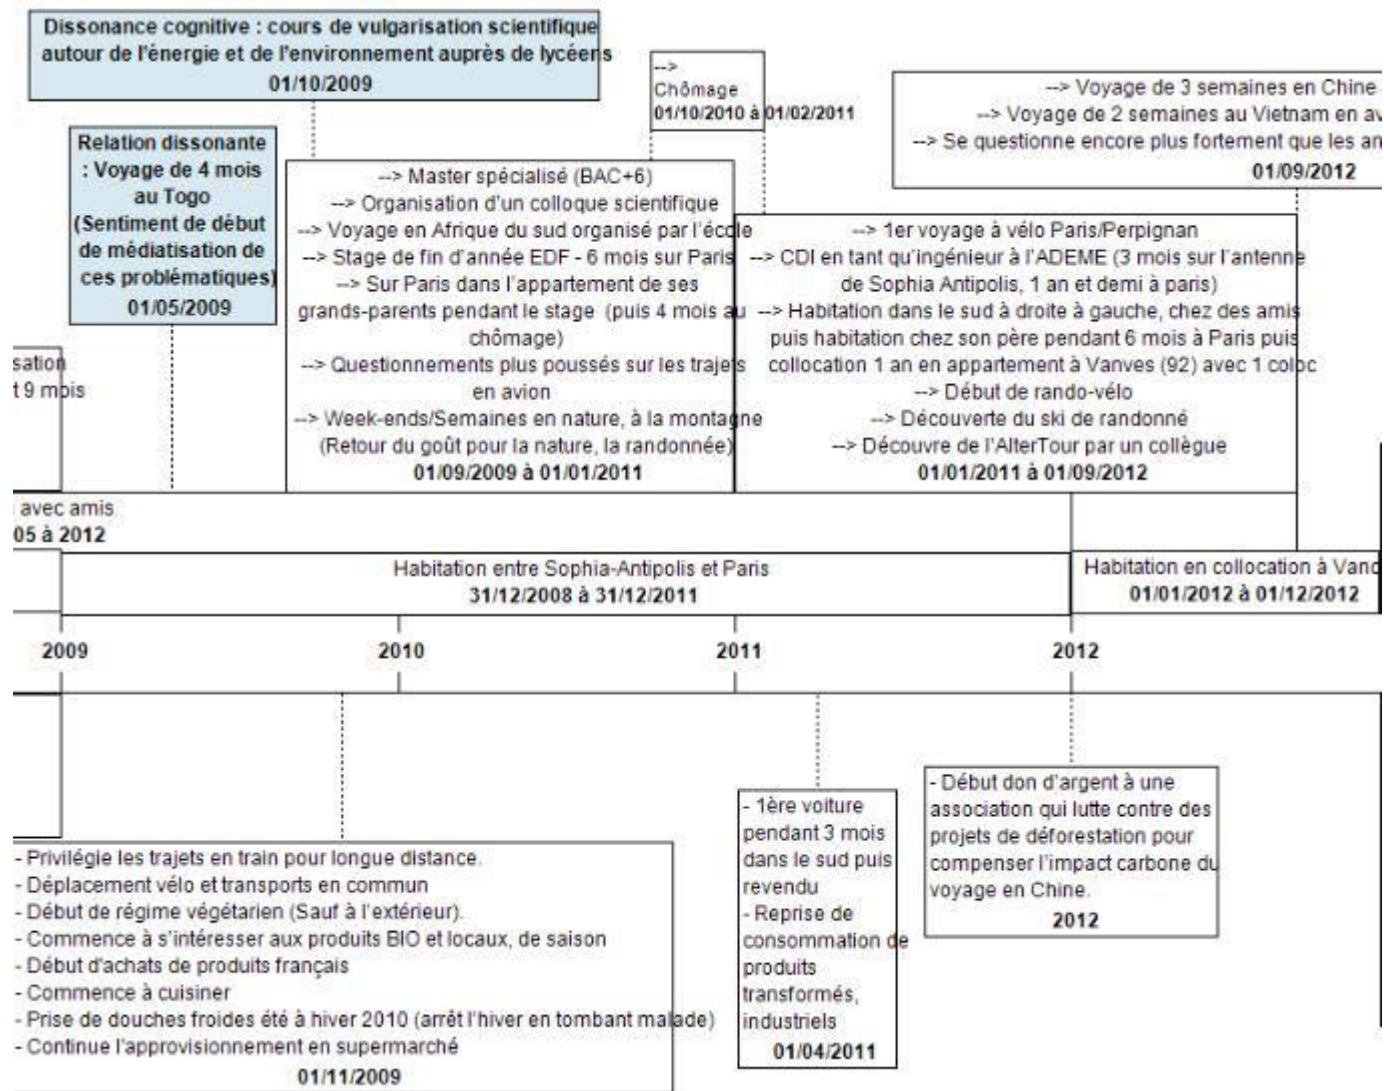 Dissonance cognitive : cours de vulgarisation scientifique
autour de l'énergie et de l'environnement auprès de lycéens
01/10/2009
Relation dissonante
: Voyage de 4 mois
au Togo
(Sentiment de début
de médiatisation de
ces problématiques)
01/05/2009
-->
Chômage
01/10/2010 à 01/02/2011
--> Voyage de 3 semaines en Chine
--> Voyage de 2 semaines au Vietnam en av
--> Se questionne encore plus fortement que les an
01/09/2012
--> Master spécialisé (BAC+6)
--> Organisation d'un colloque scientifique
--> Voyage en Afrique du sud organisé par l'école
--> Stage de fin d'année EDF - 6 mois sur Paris
--> Sur Paris dans l'appartement de ses
grands-parents pendant le stage (puis 4 mois au
chômage)
--> Questionnements plus poussés sur les trajets
en avion
--> Week-ends/Semaines en nature, à la montagne
(Retour du goût pour la nature, la randonnée)
01/09/2009 à 01/01/2011
--> 1er voyage à vélo Paris/Perpignan
--> CDI en tant qu'ingénieur à l'ADEME (3 mois sur l'antenne
de Sophia Antipolis, 1 an et demi à paris)
--> Habitation dans le sud à droite à gauche, chez des amis
puis habitation chez son père pendant 6 mois à Paris puis
collocation 1 an en appartement à Vanves (92) avec 1 coloc
--> Début de rando-vélo
--> Découverte du ski de randonné
--> Découvre de l'AlterTour par un collègue
01/01/2011 à 01/09/2012
sation
t 9 mois
avec amis
05 à 2012
Habitation entre Sophia-Antipolis et Paris
31/12/2008 à 31/12/2011
Habitation en collocation à Vanc
01/01/2012 à 01/12/2012
2009 2010 2011 2012
- Privilégie les trajets en train pour longue distance.
- Déplacement vélo et transports en commun
- Début de régime végétarien (Sauf à l'extérieur).
- Commence à s'intéresser aux produits BIO et locaux, de saison
- Début d'achats de produits français
- Commence à cuisiner
- Prise de douches froides été à hiver 2010 (arrêt l'hiver en tombant malade)
- Continue l'approvisionnement en supermarché
01/11/2009
- 1ère voiture
pendant 3 mois
dans le sud puis
revendu
- Reprise de
consommation de
produits
transformés,
industriels
01/04/2011
- Début don d'argent à une
association qui lutte contre des
projets de déforestation pour
compenser l'impact carbone du
voyage en Chine.
2012